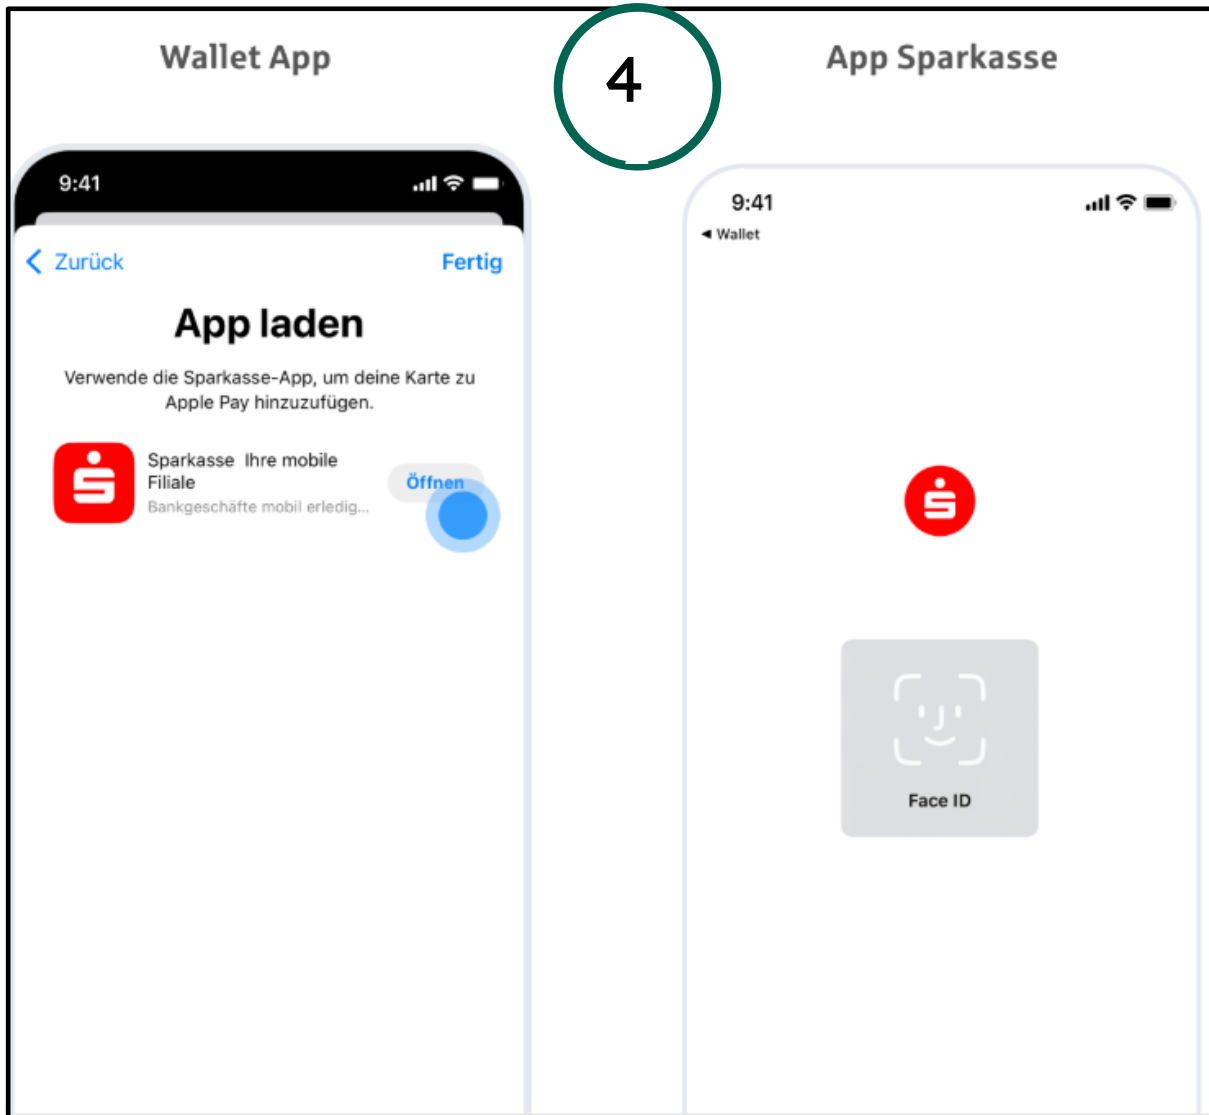 Wallet App
4
App Sparkasse
9:41
Zurück
Fertig
App laden
Verwende die Sparkasse-App, um deine Karte zu
Apple Pay hinzuzufügen.
Sparkasse Ihre mobile
Filiale
Bankgeschäfte mobil erledig...
Öffnen
9:41
◀ Wallet
Face ID